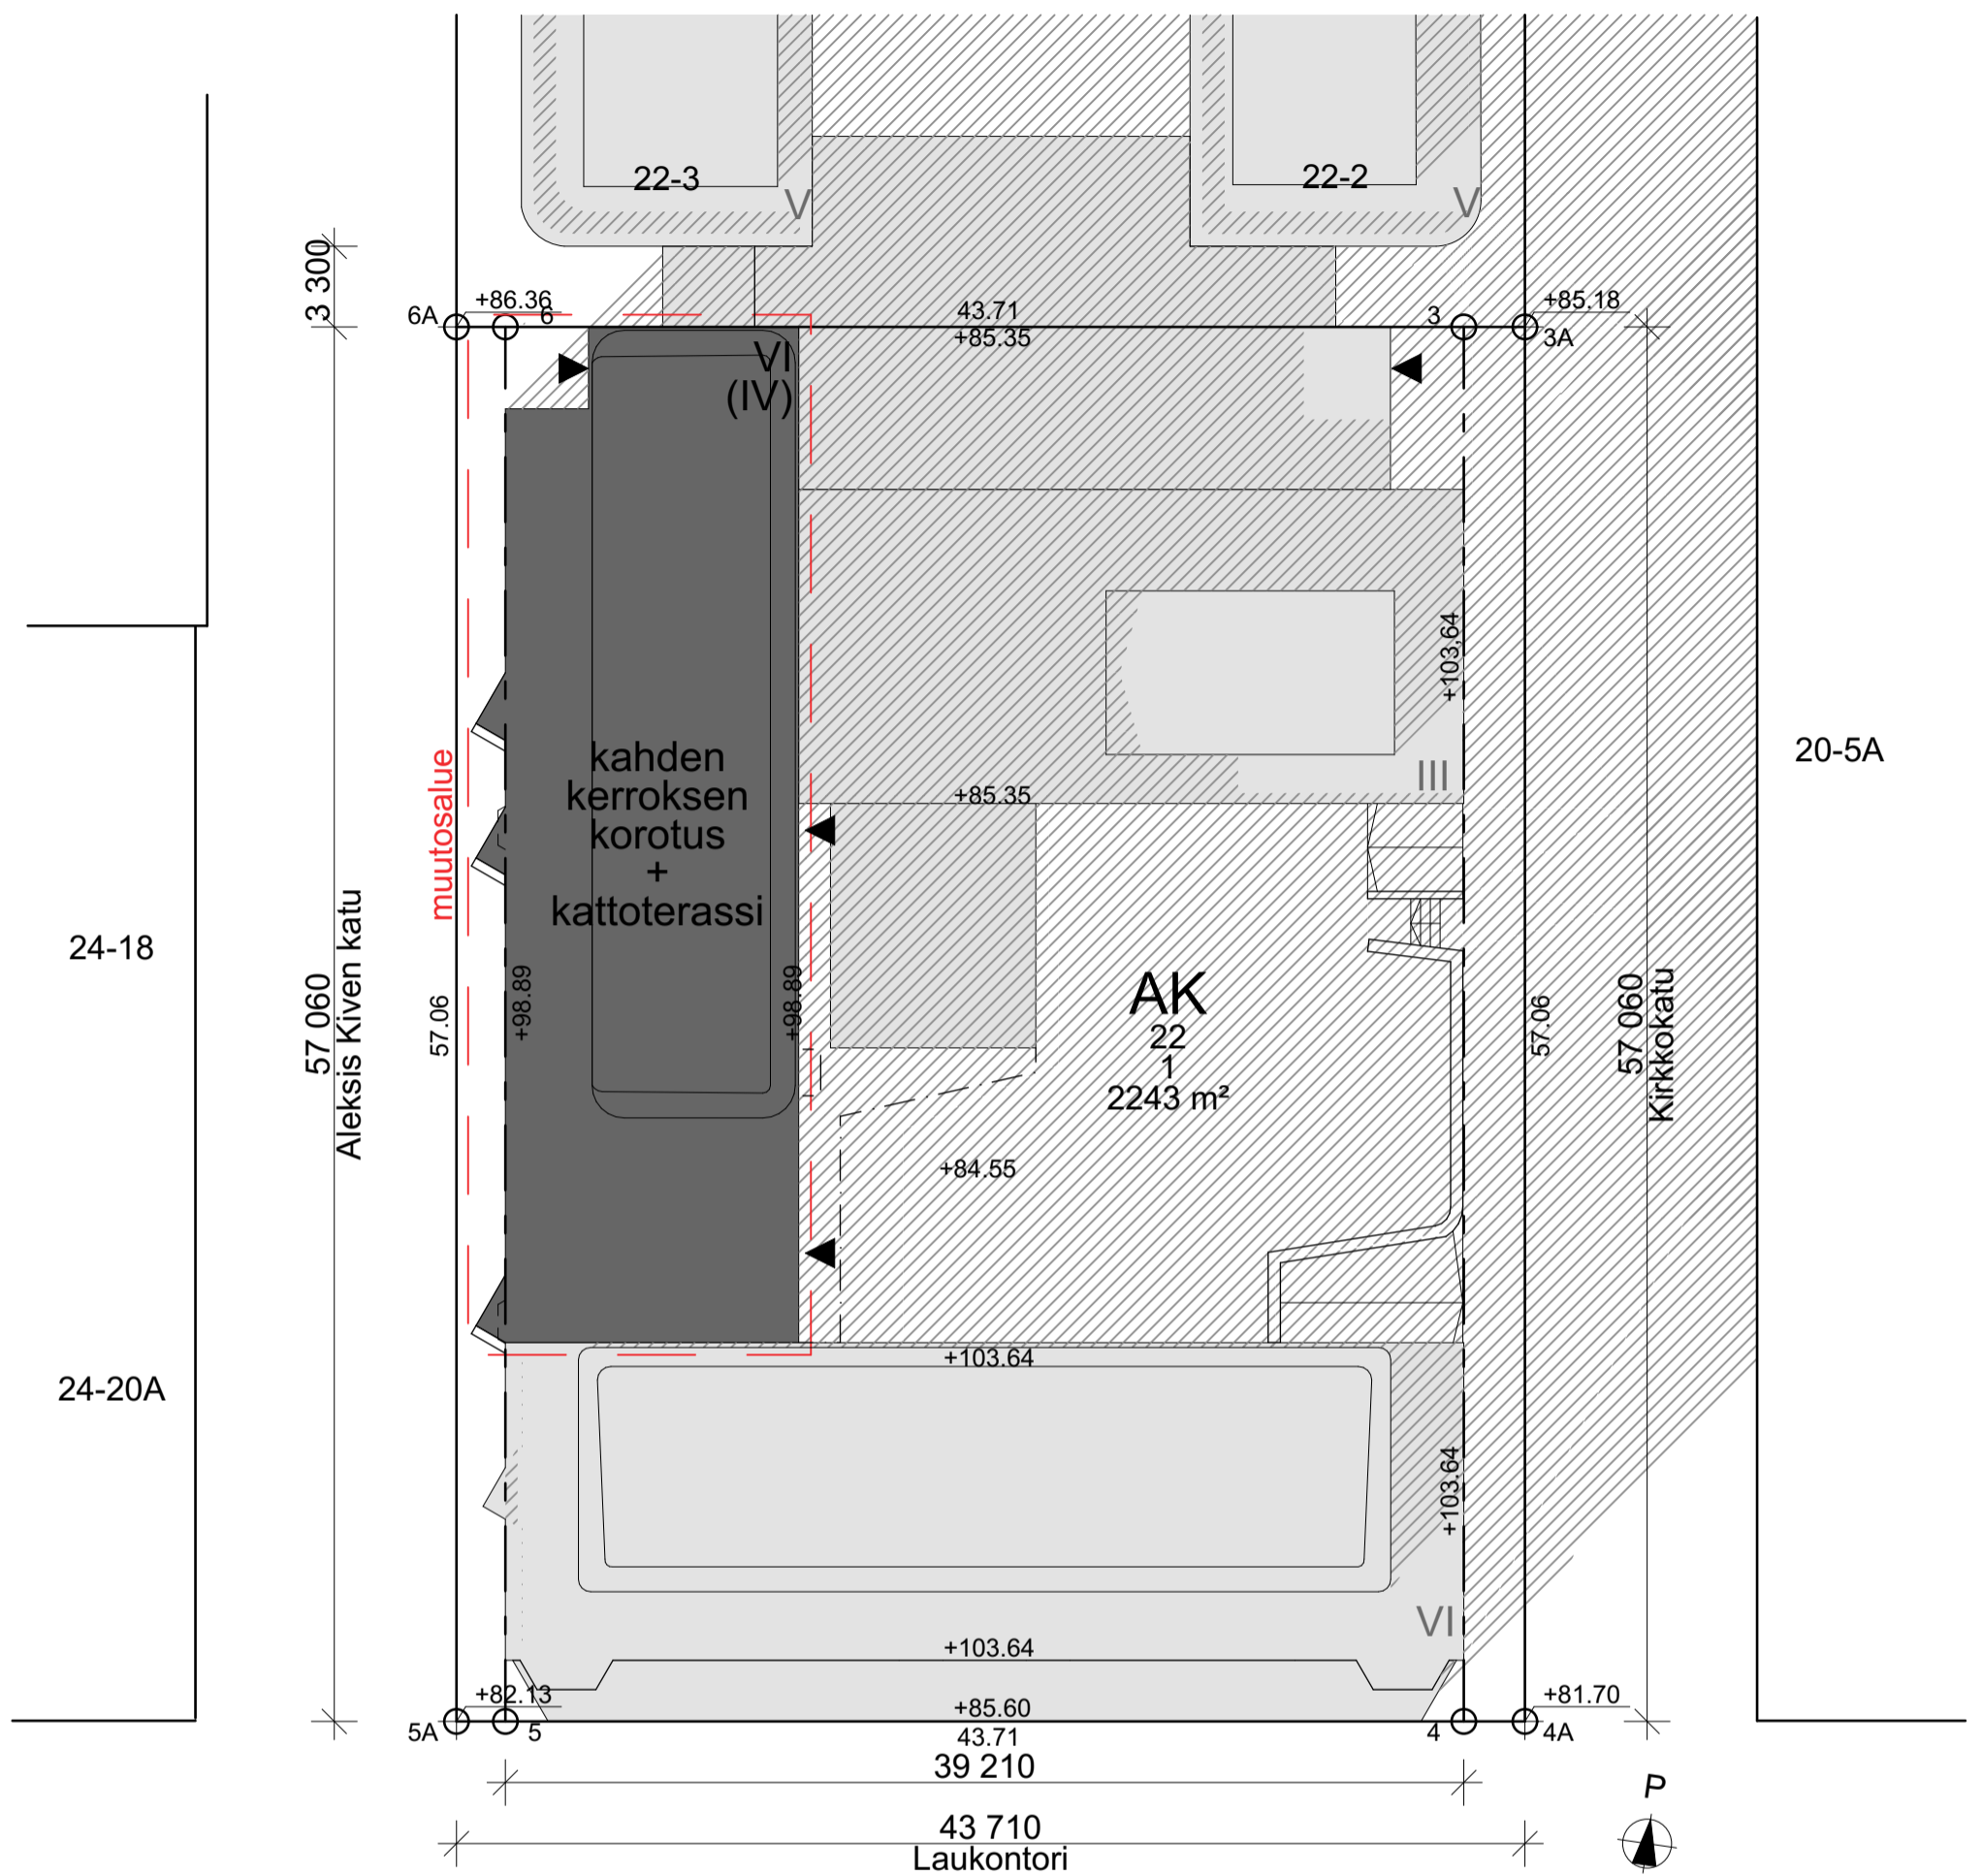 22-3
V
22-2
V
3 300
6A
+86.36
6
43.71
+85.35
3
+85.18
3A
VI
(IV)
+103,64
20-5A
muutosalue
kahden
kerroksen
korotus
+
kattoterassi
III
+85.35
24-18
57 060
Aleksis Kiven katu
57.06
+98.89
+98.89
AK
22
1
2243 m²
57.06
57 060
Kirkokatu
+84.55
24-20A
+103.64
+103.64
VI
+103.64
+82.13
5A
5
+85.60
43.71
4
+81.70
4A
39 210
43 710
Laukontori
P